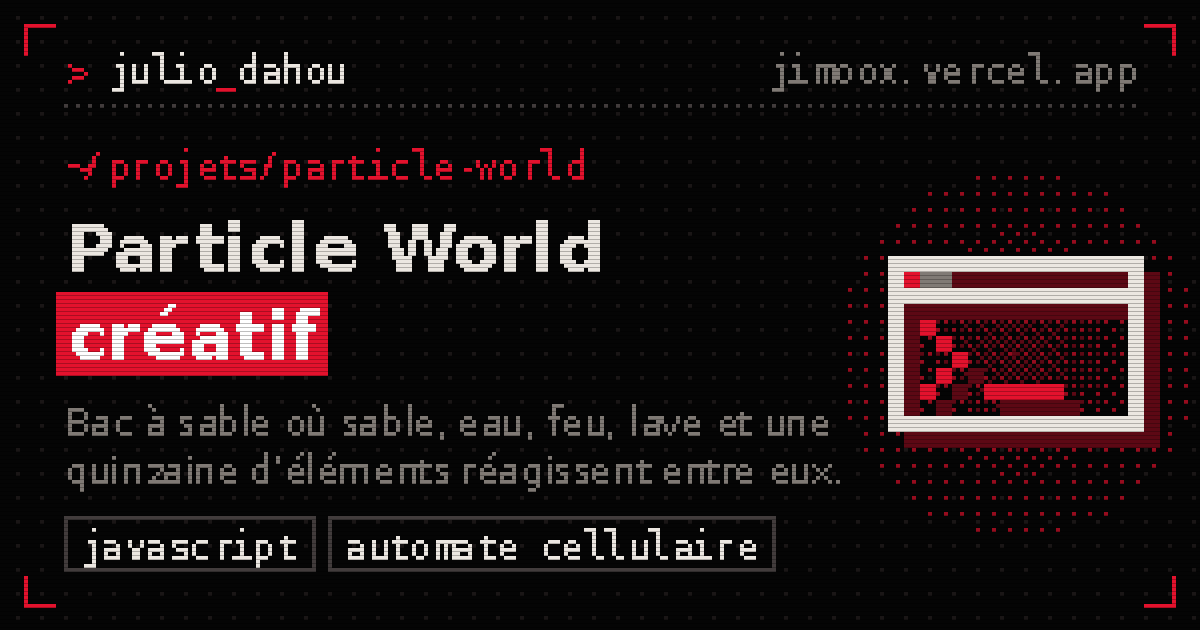 > julio_dahou
jimoox.vercel.app
~/projets/particle-world
Particle World
créatif
Bac à sable où sable, eau, feu, lave et une
quinzaine d'éléments réagissent entre eux.
javascript
automate cellulaire